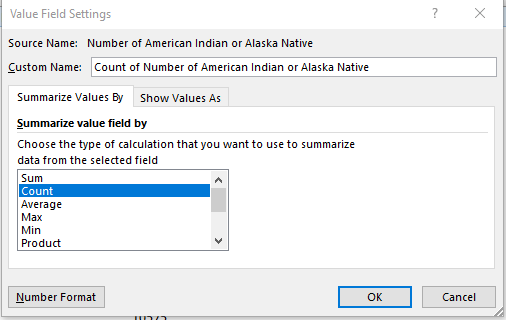 Value Field Settings ? ×
Source Name: Number of American Indian or Alaska Native
Custom Name: Count of Number of American Indian or Alaska Native
Summarize Values By Show Values As
Summarize value field by
Choose the type of calculation that you want to use to summarize
data from the selected field
Sum
Count
Average
Max
Min
Product
Number Format OK Cancel